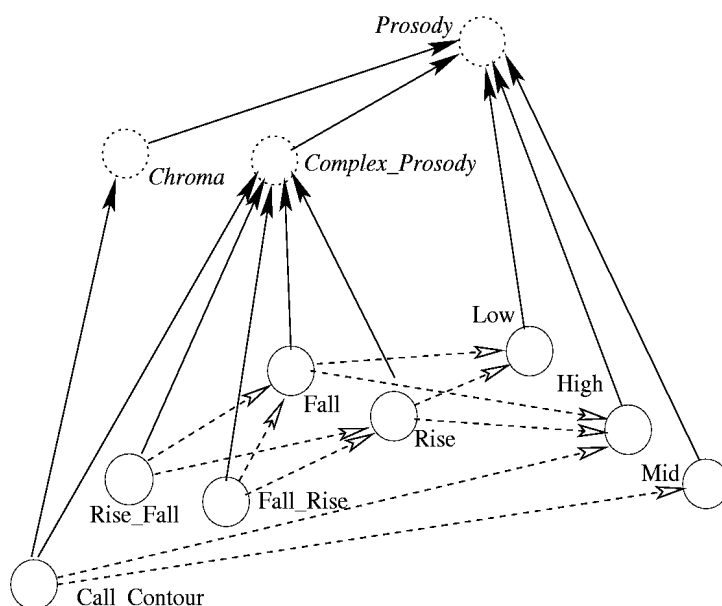 Prosody
Chroma
Complex_Prosody
Low
High
Fall
Rise
Mid
Rise_Fall
Fall_Rise
Call_Contour